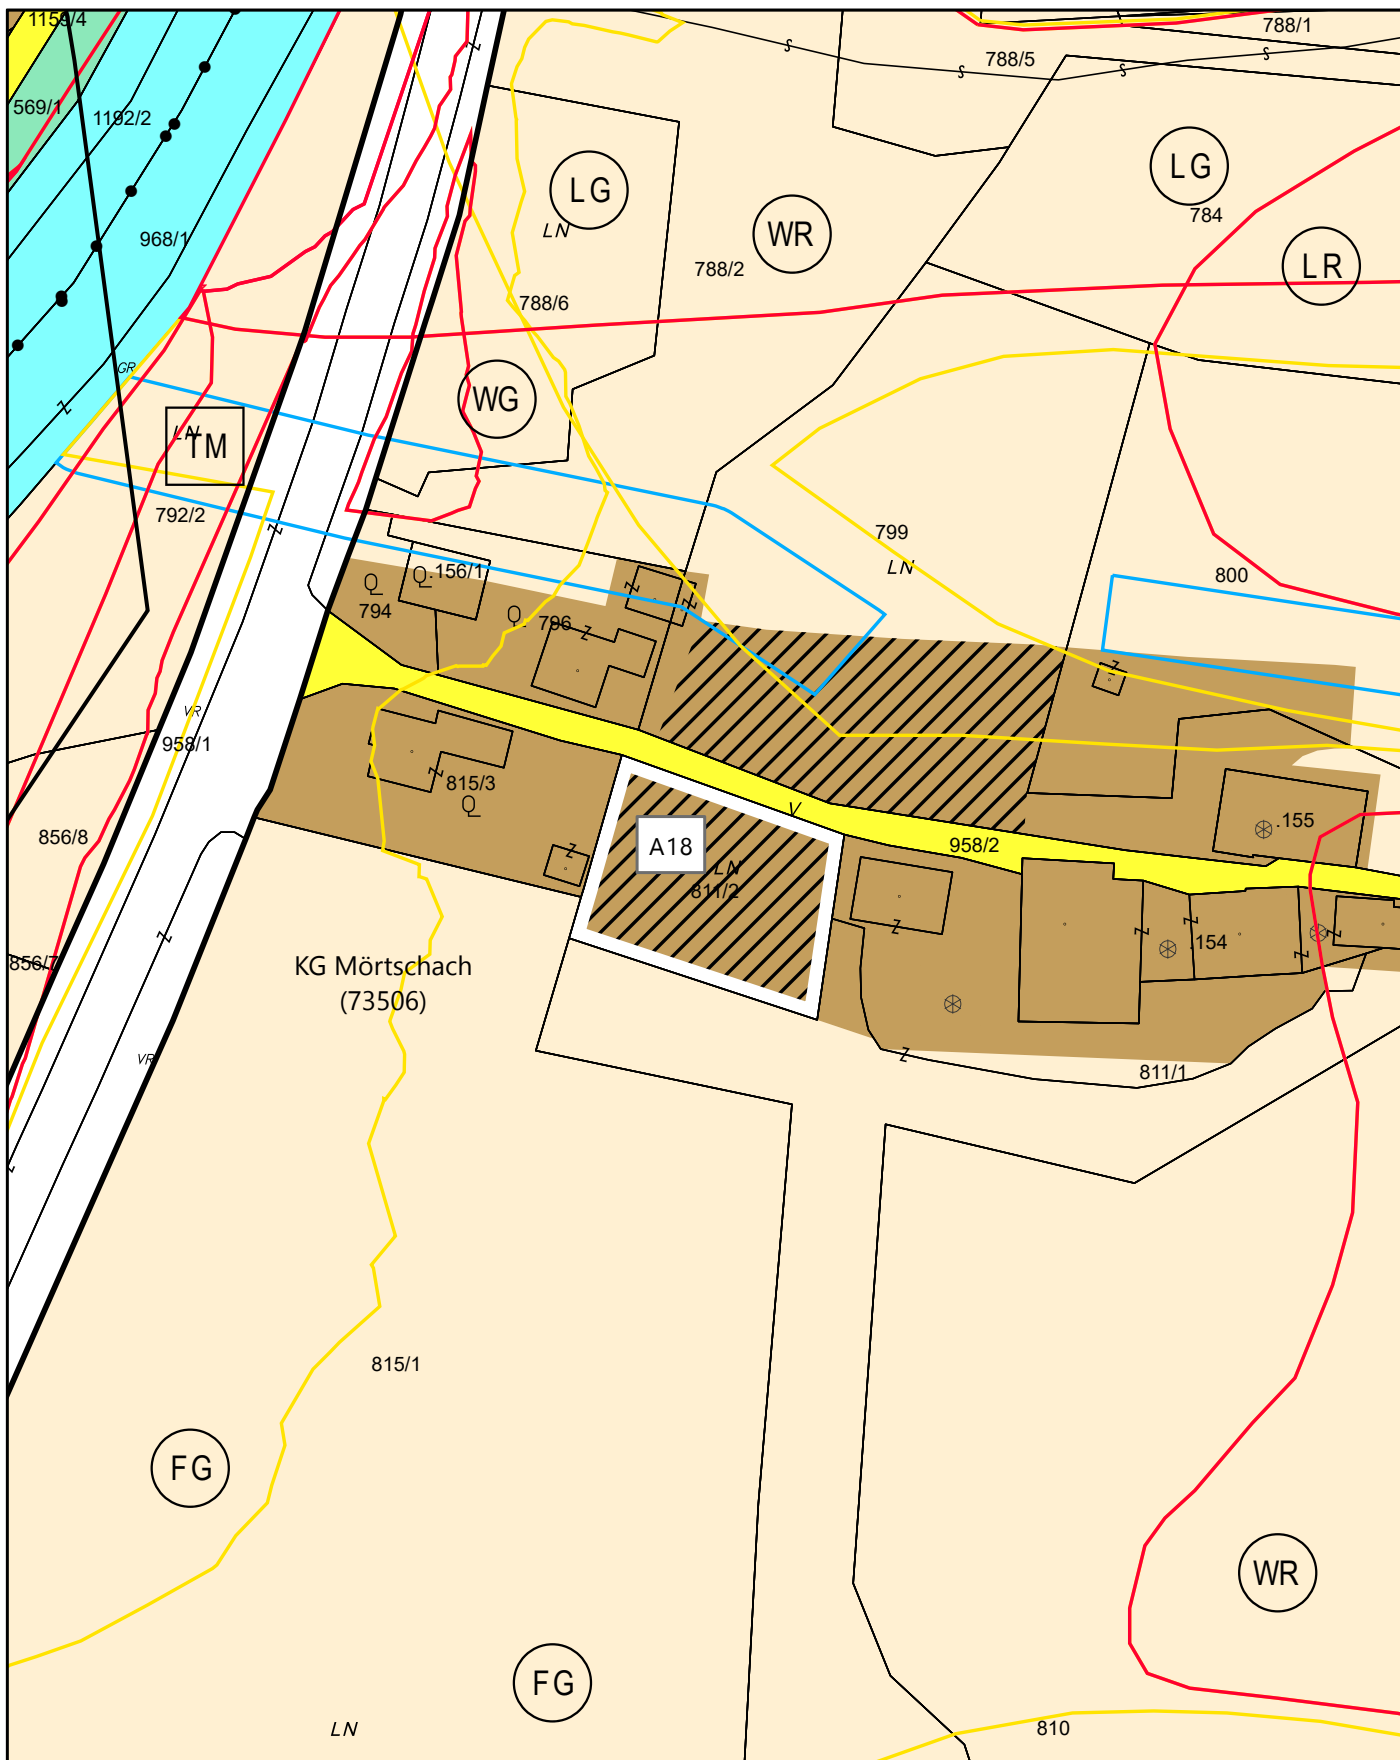 1159/4
788/1
788/5
569/1
1192/2
LG
LG
784
LN
WR
968/1
LR
788/2
788/6
GR
WG
LN
TM
792/2
799
LN
800
.156/1
794
796
VR
958/1
815/3
V
.155
856/8
A18
958/2
LN
811/2
.154
856/7
KG Mörtschach
(73506)
VR
811/1
815/1
FG
WR
FG
LN
810